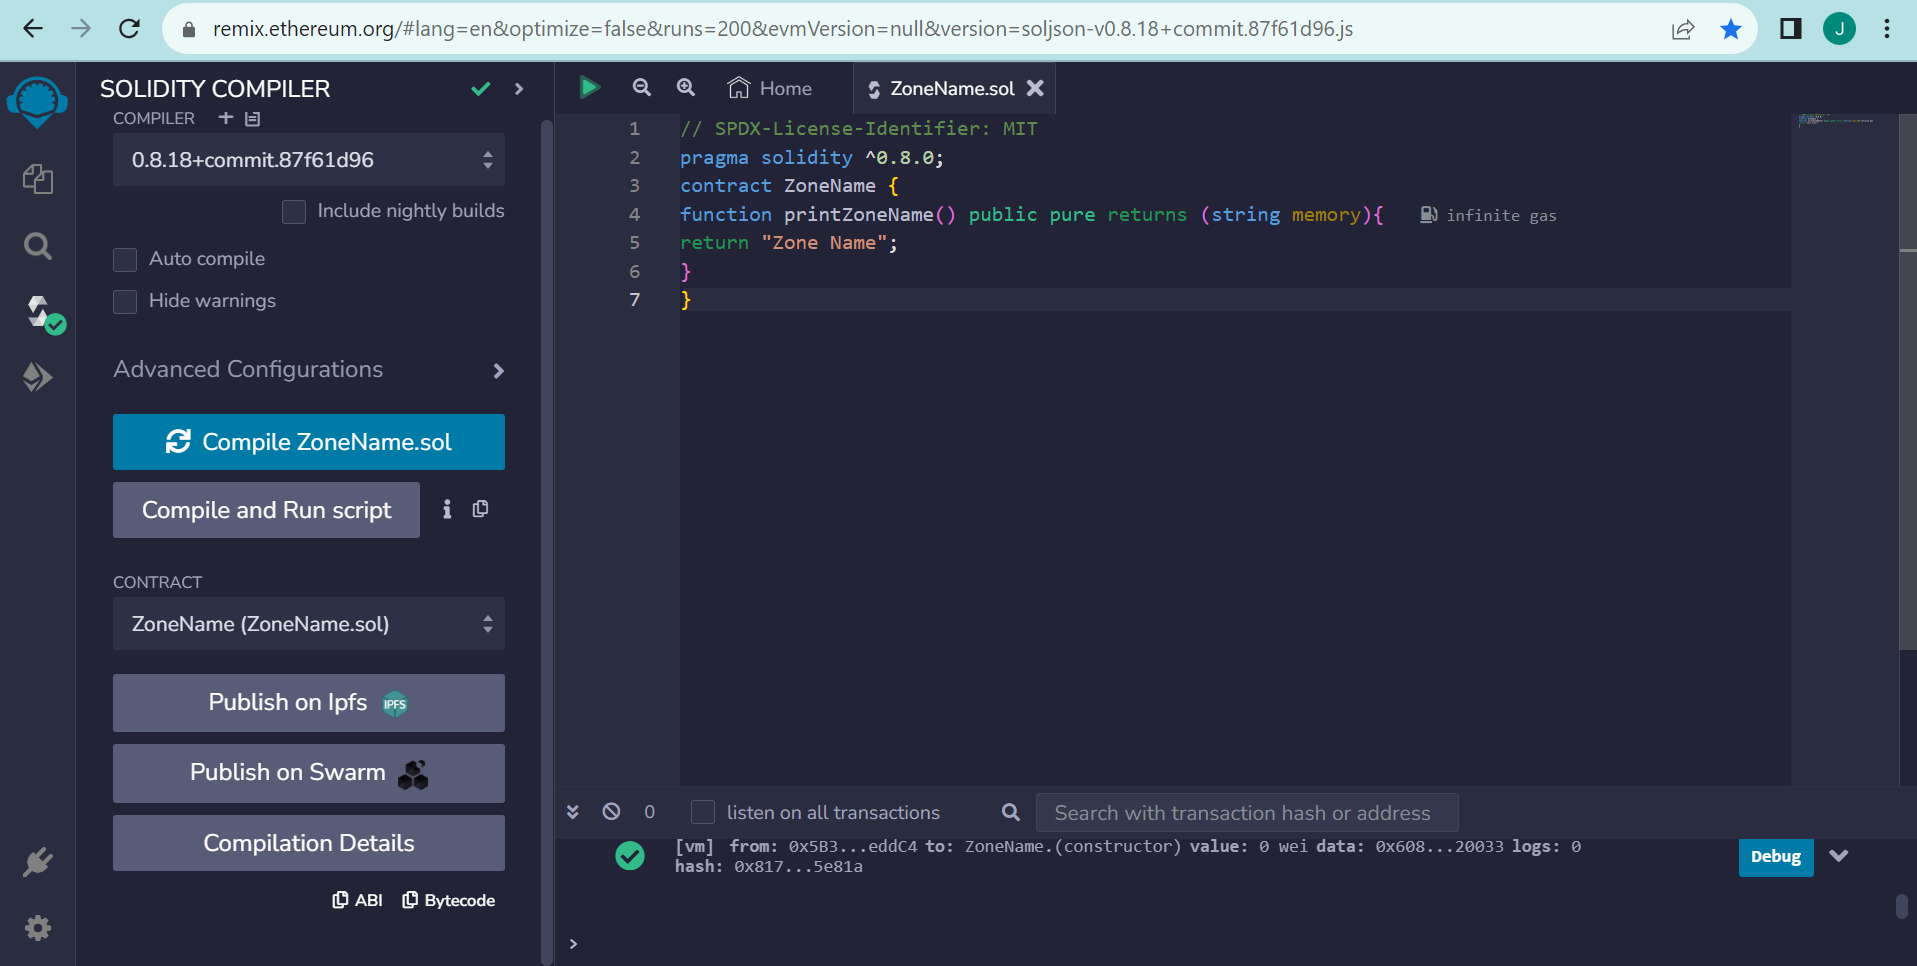 remix.ethereum.org/#lang=en&optimize=false&runs=200&evmVersion=null&version=soljson-v0.8.18+commit.87f61d96.js
J
SOLIDITY COMPILER
COMPILER
0.8.18+commit.87f61d96
Include nightly builds
Auto compile
Hide warnings
Advanced Configurations
Compile ZoneName.sol
Compile and Run script
CONTRACT
ZoneName (ZoneName.sol)
Publish on Ipfs IPFS
Publish on Swarm
Compilation Details
ABI Bytecode
Home ZoneName.sol
1 // SPDX-License-Identifier: MIT
2 pragma solidity ^0.8.0;
3 contract ZoneName {
4 function printZoneName() public pure returns (string memory){ infinite gas
5 return "Zone Name";
6 }
7 }
0 listen on all transactions Search with transaction hash or address
[vm] from: 0x5B3...eddC4 to: ZoneName.(constructor) value: 0 wei data: 0x608...20033 logs: 0
hash: 0x817...5e81a
Debug
>